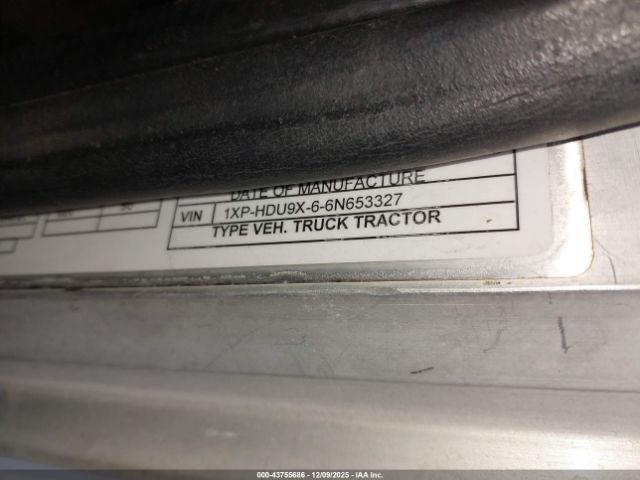 DATE OF MANUFACTURE
VIN 1XP-HDU9X-6-6N653327
TYPE VEH. TRUCK TRACTOR
000-43755686 • 12/09/2025 • IAA Inc.